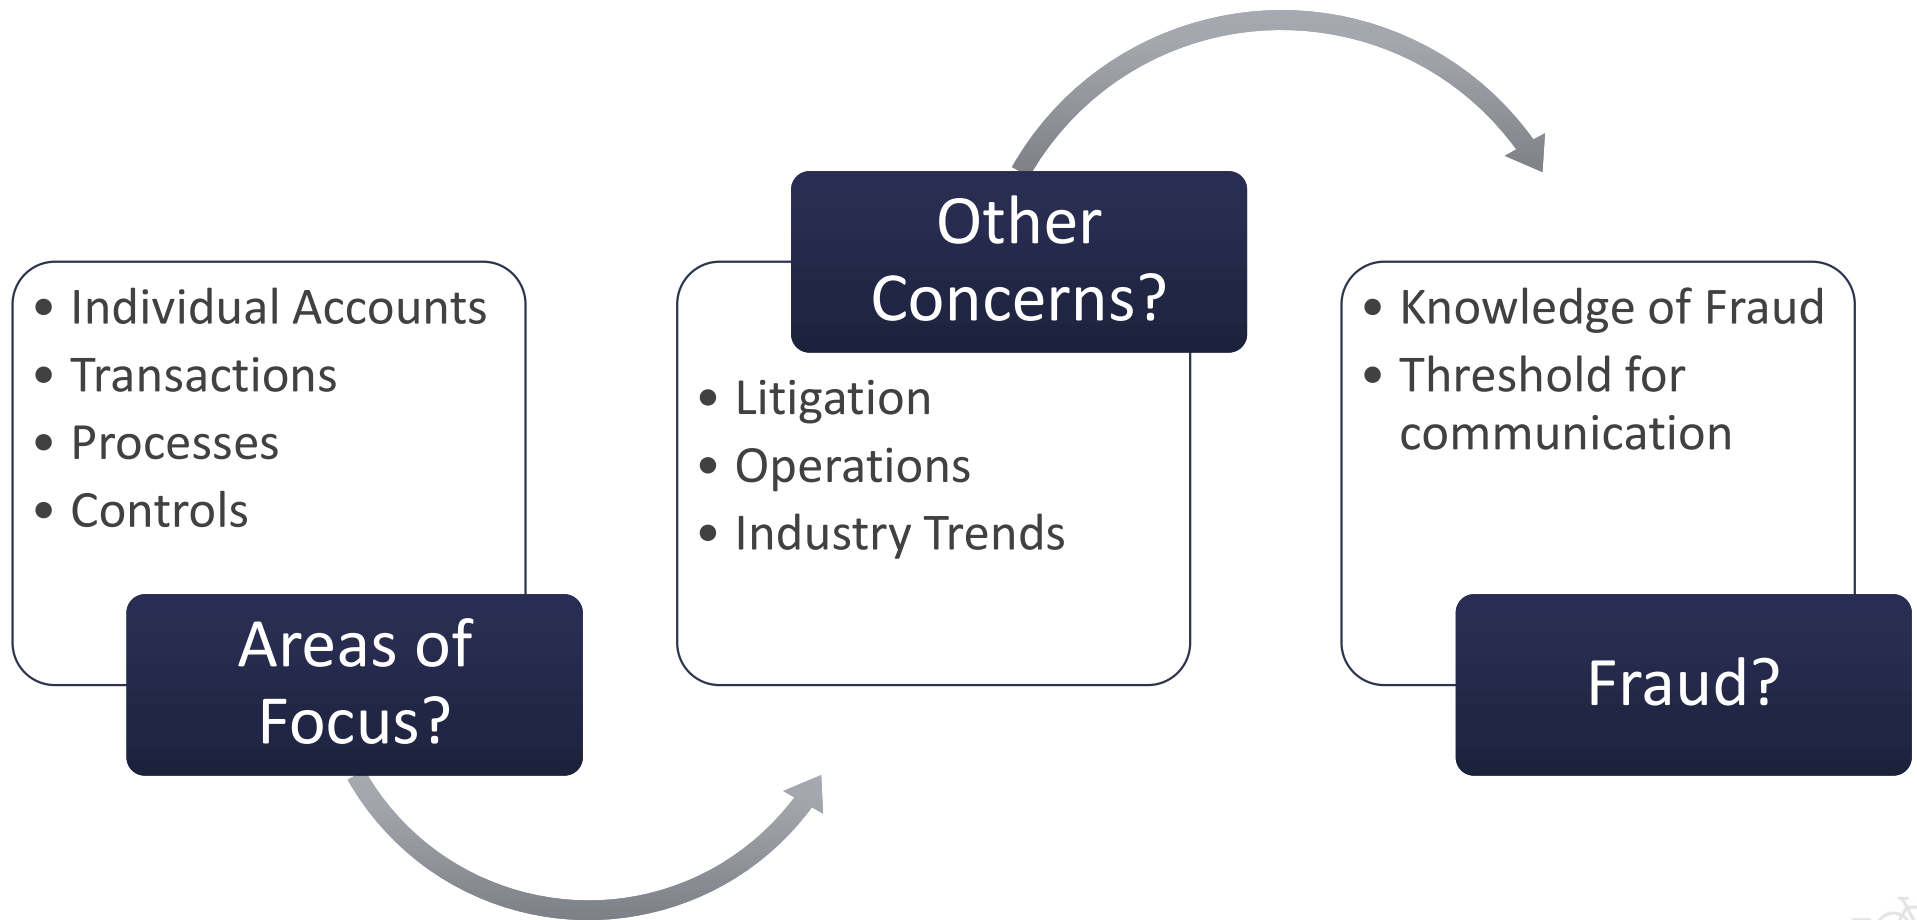 • Individual Accounts
• Transactions
• Processes
• Controls
Areas of
Focus?
Other
Concerns?
• Litigation
• Operations
• Industry Trends
• Knowledge of Fraud
• Threshold for
communication
Fraud?